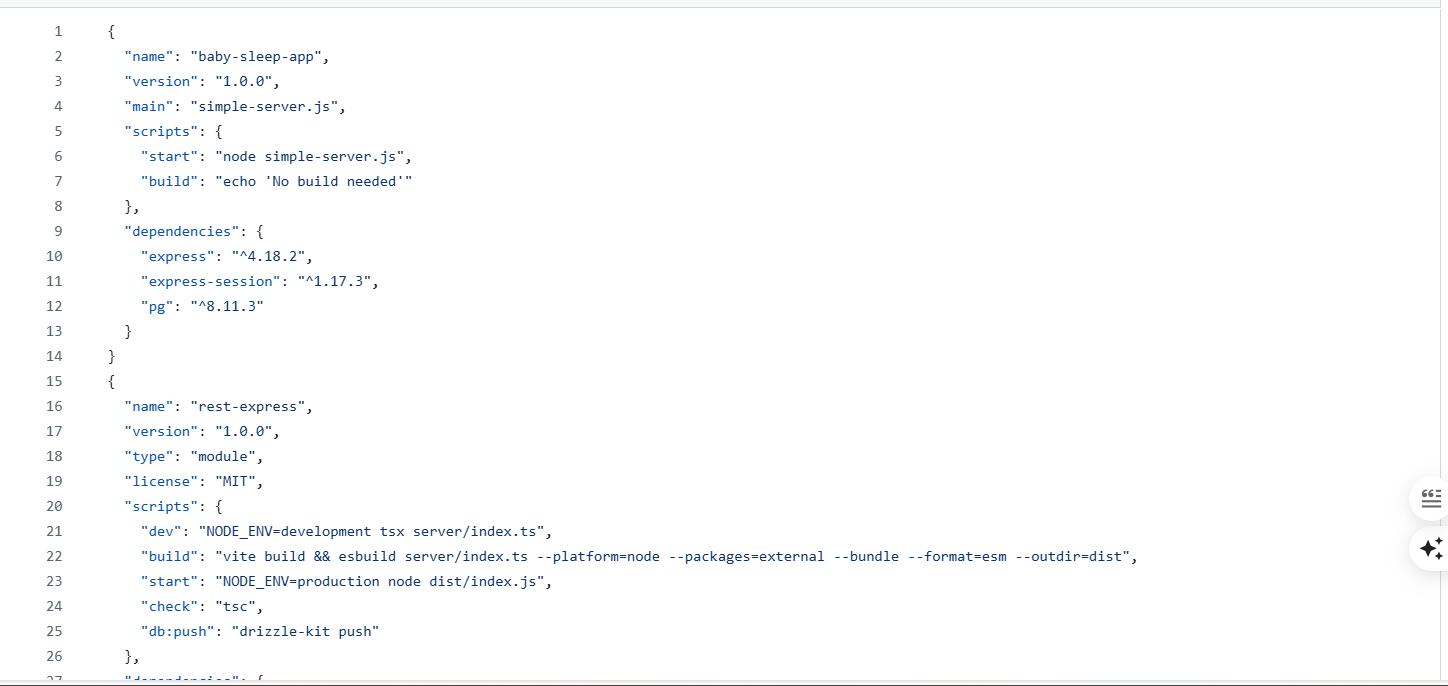 1 {
2 "name": "baby-sleep-app",
3 "version": "1.0.0",
4 "main": "simple-server.js",
5 "scripts": {
6 "start": "node simple-server.js",
7 "build": "echo 'No build needed'"
8 },
9 "dependencies": {
10 "express": "^4.18.2",
11 "express-session": "^1.17.3",
12 "pg": "^8.11.3"
13 }
14 }
15 {
16 "name": "rest-express",
17 "version": "1.0.0",
18 "type": "module",
19 "license": "MIT",
20 "scripts": {
21 "dev": "NODE_ENV=development tsx server/index.ts",
22 "build": "vite build && esbuild server/index.ts --platform=node --packages=external --bundle --format=esm --outdir=dist",
23 "start": "NODE_ENV=production node dist/index.js",
24 "check": "tsc",
25 "db:push": "drizzle-kit push"
26 },
27 "dependencies": {